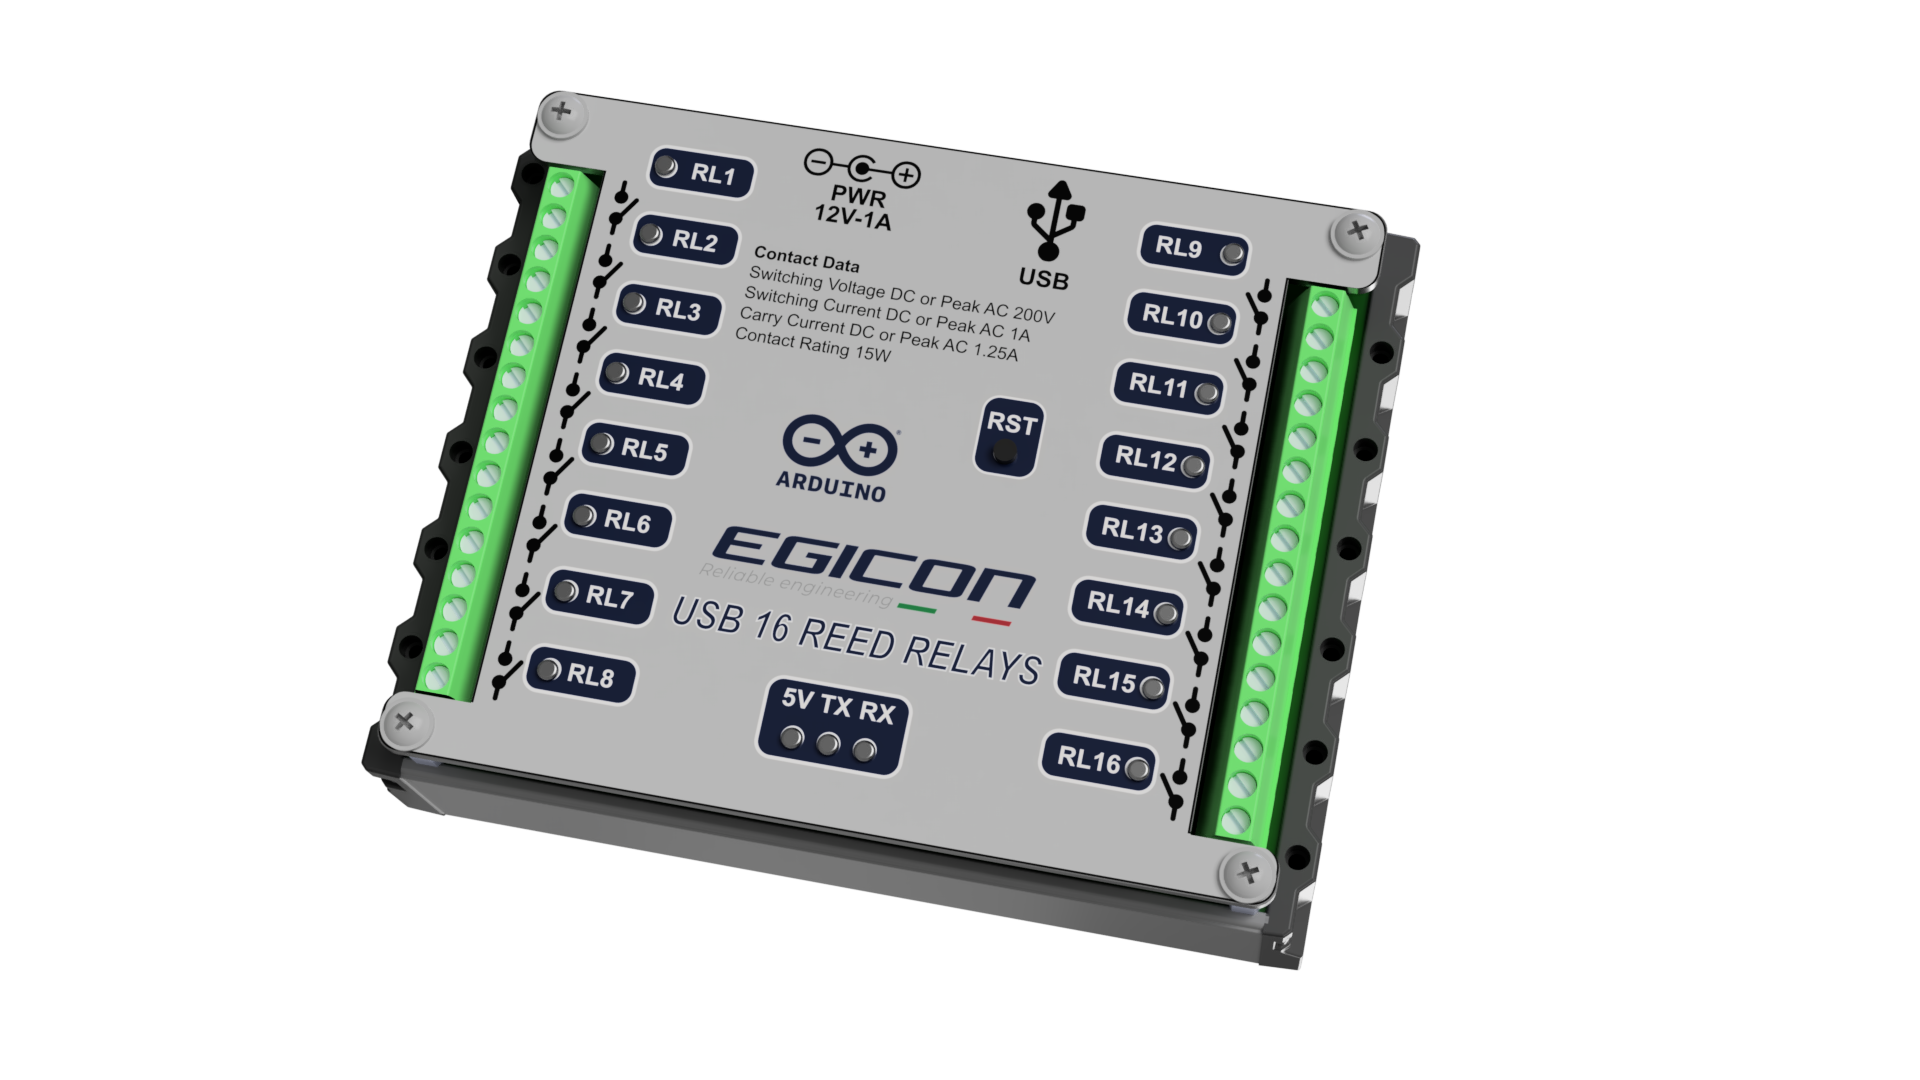 RL1
RL2
RL3
RL4
RL5
RL6
RL7
RL8
PWR
12V-1A
USB
Contact Data
Switching Voltage DC or Peak AC 200V
Switching Current DC or Peak AC 1A
Carry Current DC or Peak AC 1.25A
Contact Rating 15W
RST
ARDUINO
EGICON
Reliable engineering
USB 16 REED RELAYS
5V TX RX
RL9
RL10
RL11
RL12
RL13
RL14
RL15
RL16